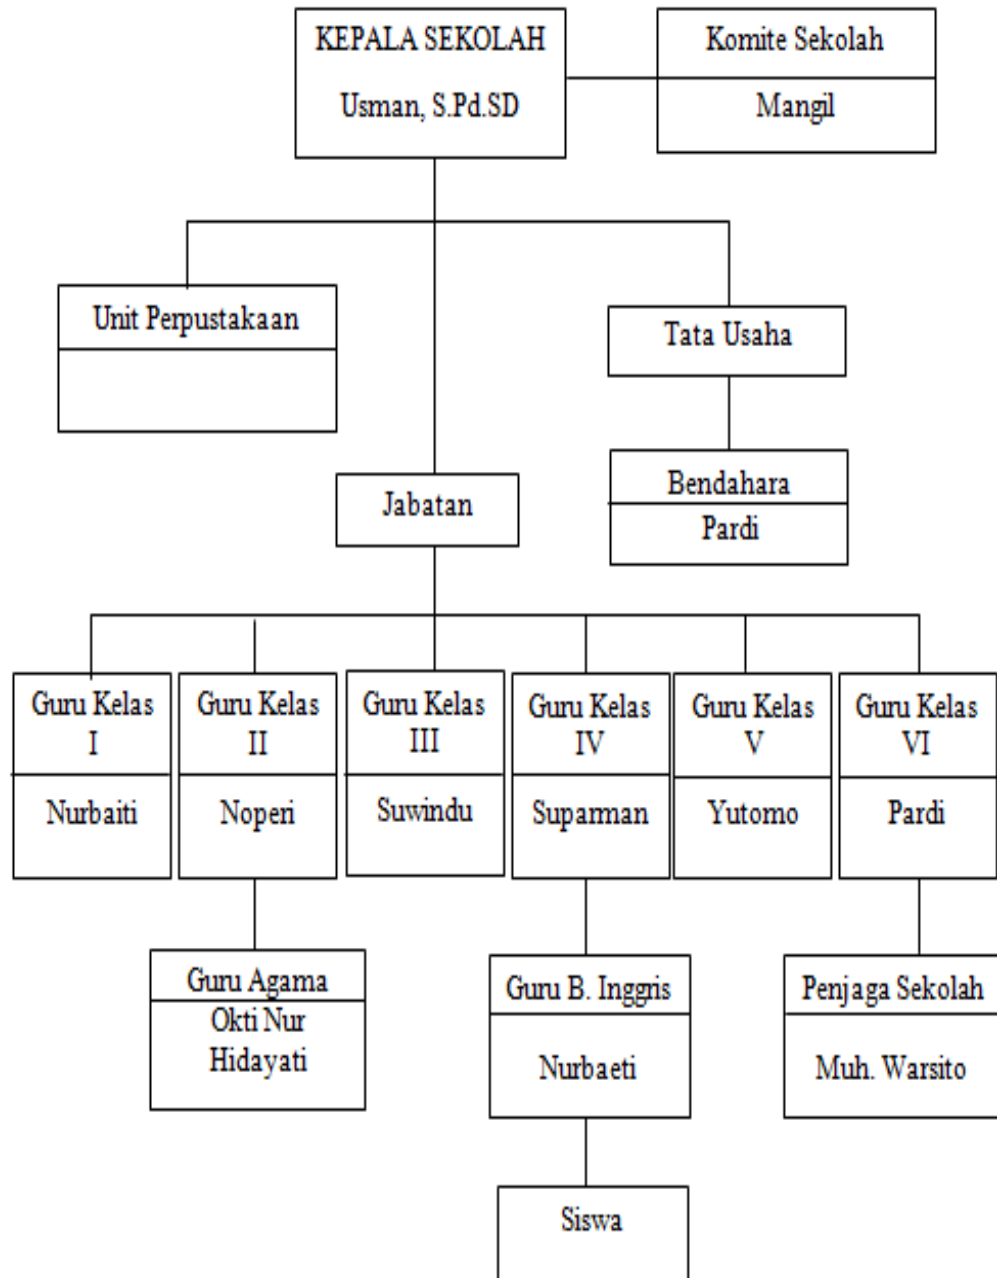 KEPALA SEKOLAH
Usman, S.Pd.SD
Komite Sekolah
Mangil
Unit Perpustakaan
Tata Usaha
Bendahara
Pardi
Jabatan
Guru Kelas
I
Nurbaiti
Guru Kelas
II
Noperi
Guru Kelas
III
Suwindu
Guru Kelas
IV
Suparman
Guru Kelas
V
Yutomo
Guru Kelas
VI
Pardi
Guru Agama
Okti Nur
Hidayati
Guru B. Inggris
Nurbaeti
Penjaga Sekolah
Muh. Warsito
Siswa